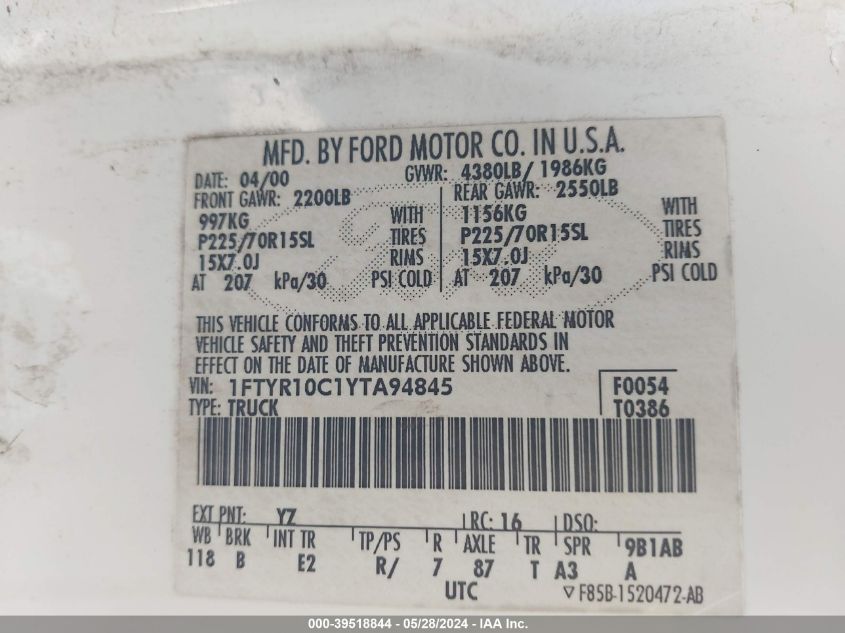 MFD. BY FORD MOTOR CO. IN U.S.A.
DATE: 04/00 GVWR: 4380LB/ 1986KG
FRONT GAWR: 2200LB REAR GAWR: 2550LB
997KG WITH 1156KG WITH
P225/70R15SL TIRES P225/70R15SL TIRES
15X7.0J RIMS 15X7.0J RIMS
AT 207 kPa/30 PSI COLD AT 207 kPa/30 PSI COLD
THIS VEHICLE CONFORMS TO ALL APPLICABLE FEDERAL MOTOR
VEHICLE SAFETY AND THEFT PREVENTION STANDARDS IN
EFFECT ON THE DATE OF MANUFACTURE SHOWN ABOVE.
VIN: 1FTYR10C1YTA94845 F0054
TYPE: TRUCK T0386
EXT PNT: YZ RC: 16 DSO:
WB BRK INT TR TP/PS R AXLE TR SPR 9B1AB
118 B E2 R/ 7 87 T A3 A
UTC ▽ F85B-1520472-AB
000-39518844 - 05/28/2024 - IAA Inc.